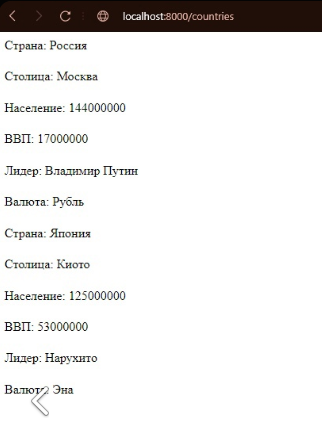 localhost:8000/countries
Страна: Россия
Столица: Москва
Население: 144000000
ВВП: 17000000
Лидер: Владимир Путин
Валюта: Рубль
Страна: Япония
Столица: Киото
Население: 125000000
ВВП: 53000000
Лидер: Нарухито
Валюта: Эна